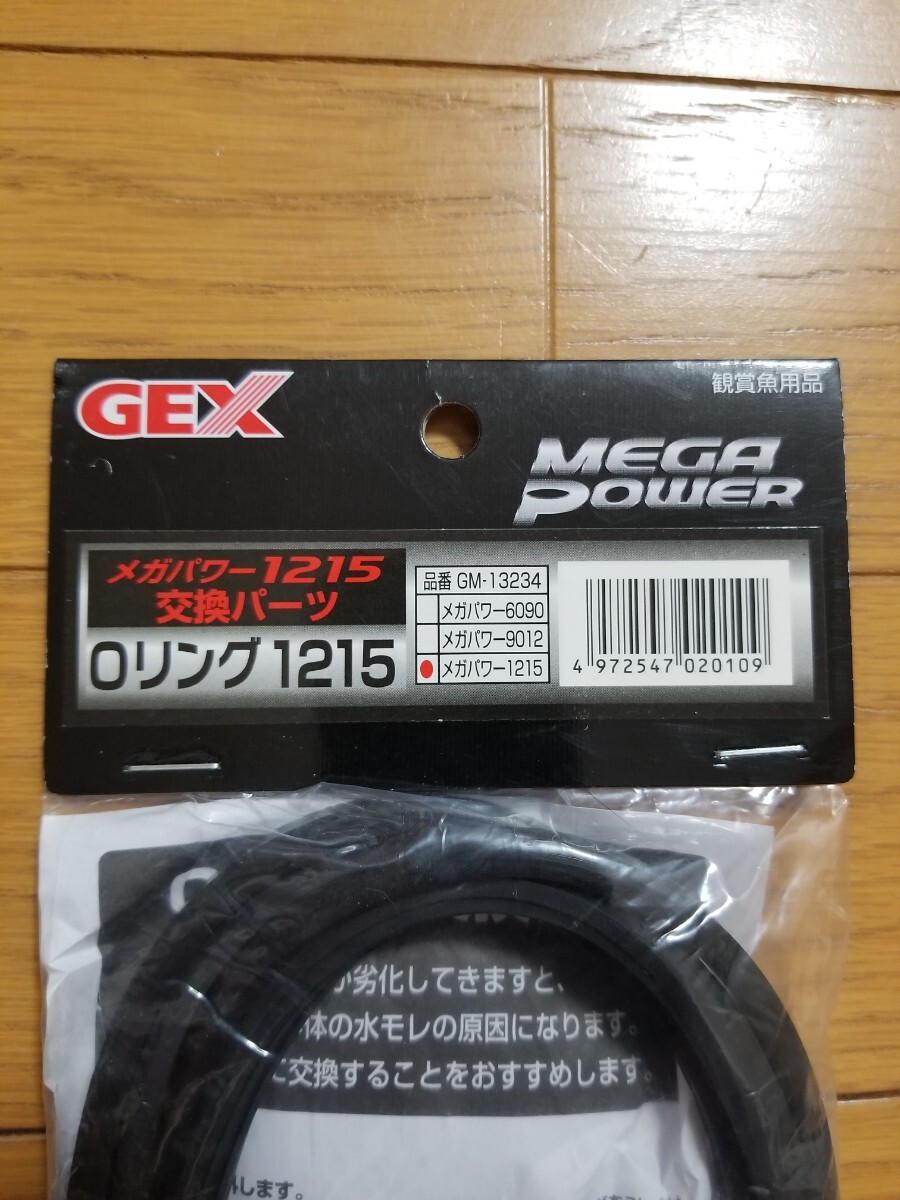 GEX
観賞魚用品
MEGA
POWER
メガパワー1215
交換パーツ
Oリング1215
品番 GM-13234
メガパワー6090
メガパワー9012
メガパワー1215
4 972547 020109
劣化してきますと、
体の水モレの原因になります。
交換することをおすすめします。
します。